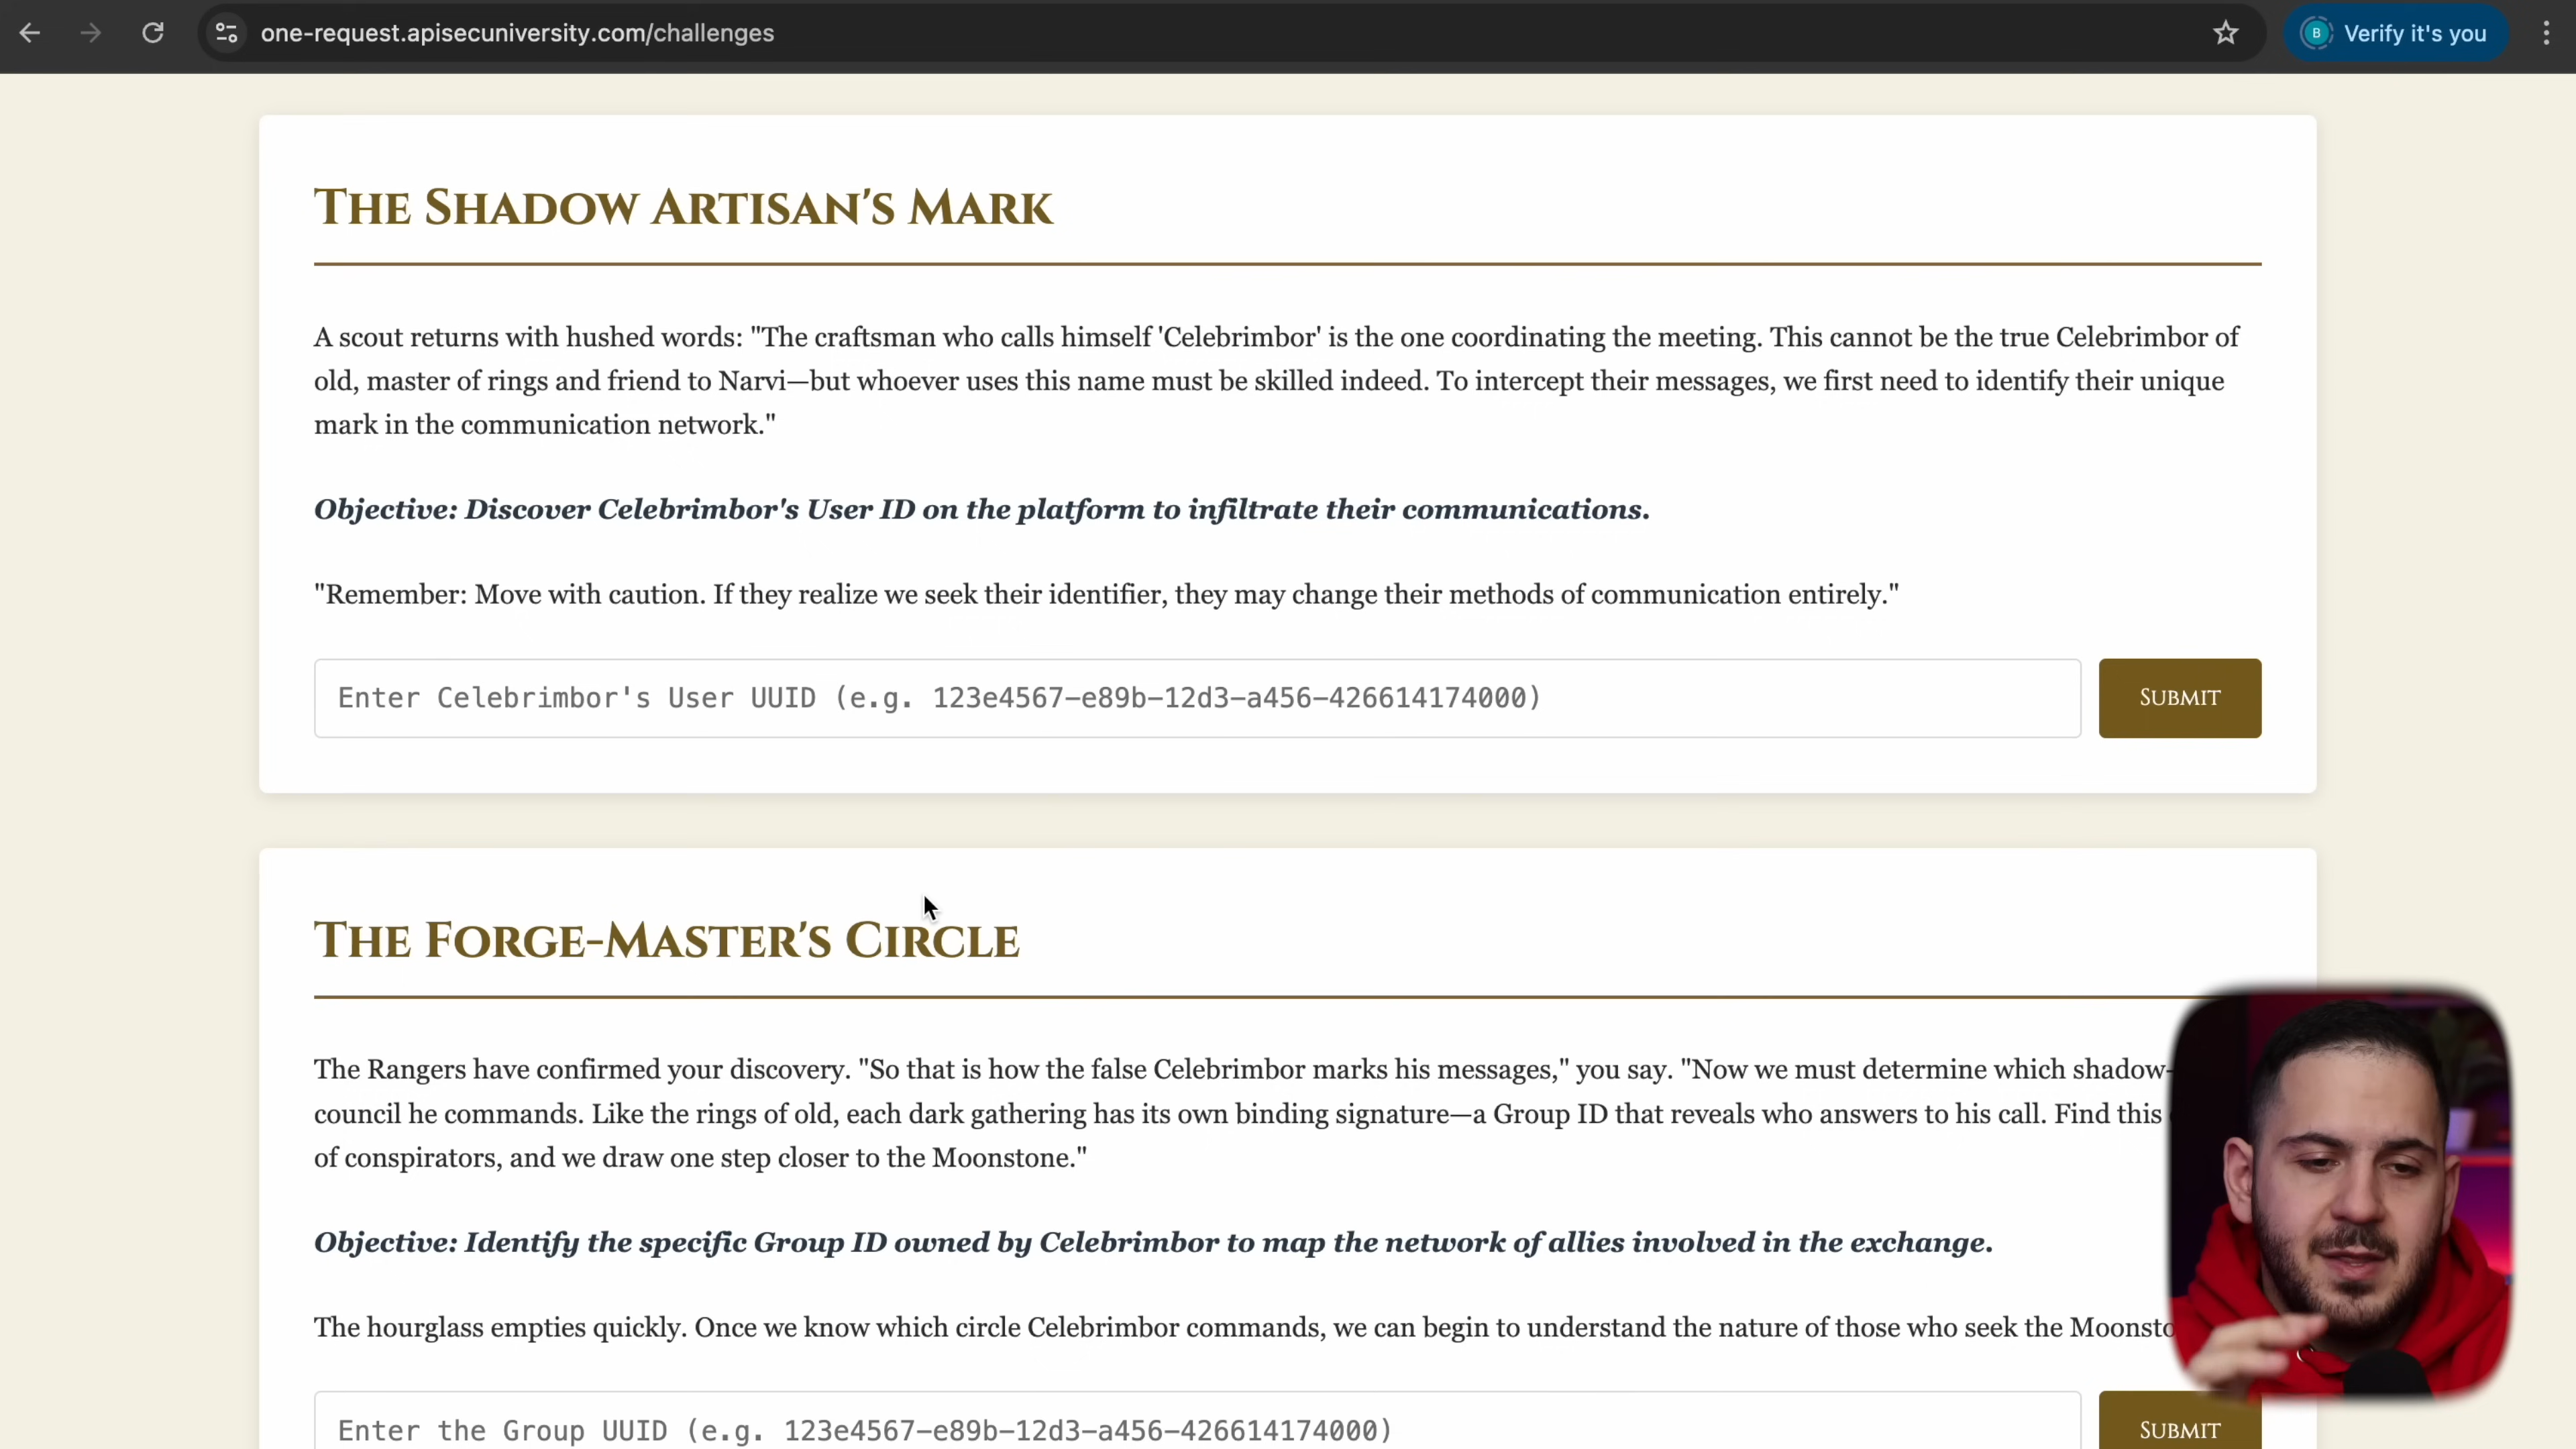 one-request.apisecuniversity.com/challenges
B Verify it's you
THE SHADOW ARTISAN'S MARK
A scout returns with hushed words: "The craftsman who calls himself 'Celebrimbor' is the one coordinating the meeting. This cannot be the true Celebrimbor of
old, master of rings and friend to Narvi—but whoever uses this name must be skilled indeed. To intercept their messages, we first need to identify their unique
mark in the communication network."
Objective: Discover Celebrimbor's User ID on the platform to infiltrate their communications.
"Remember: Move with caution. If they realize we seek their identifier, they may change their methods of communication entirely."
Enter Celebrimbor's User UUID (e.g. 123e4567-e89b-12d3-a456-426614174000)
SUBMIT
THE FORGE-MASTER'S CIRCLE
The Rangers have confirmed your discovery. "So that is how the false Celebrimbor marks his messages," you say. "Now we must determine which shadow-
council he commands. Like the rings of old, each dark gathering has its own binding signature—a Group ID that reveals who answers to his call. Find this
of conspirators, and we draw one step closer to the Moonstone."
Objective: Identify the specific Group ID owned by Celebrimbor to map the network of allies involved in the exchange.
The hourglass empties quickly. Once we know which circle Celebrimbor commands, we can begin to understand the nature of those who seek the
Enter the Group UUID (e.g. 123e4567-e89b-12d3-a456-426614174000)
SUBMIT